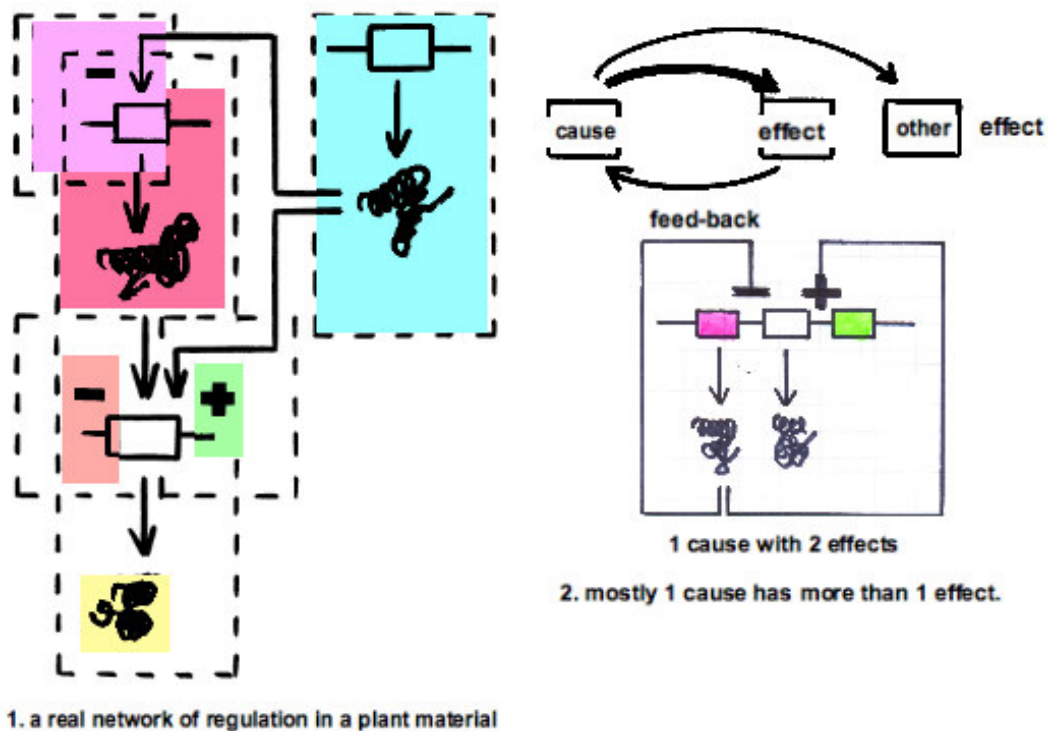 cause
effect
other
effect
feed-back
-
+
-
+
1 cause with 2 effects
2. mostly 1 cause has more than 1 effect.
1. a real network of regulation in a plant material